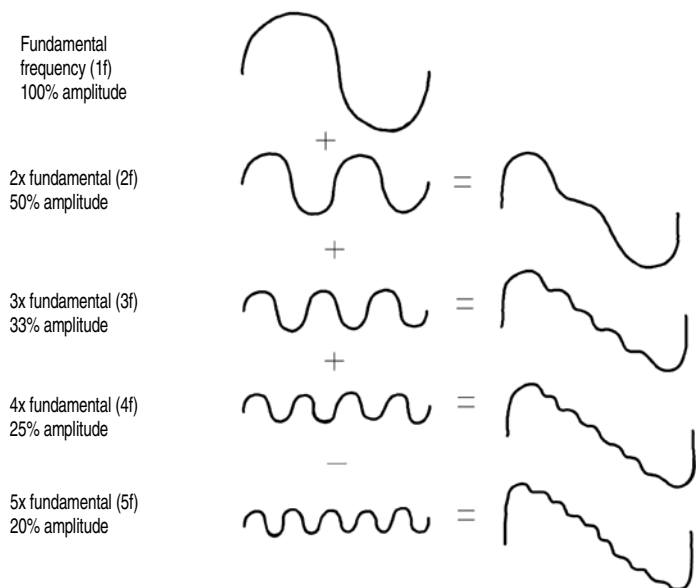 Fundamental
frequency (1f)
100% amplitude
+
2x fundamental (2f)
50% amplitude
=
+
3x fundamental (3f)
33% amplitude
=
+
4x fundamental (4f)
25% amplitude
=
−
5x fundamental (5f)
20% amplitude
=